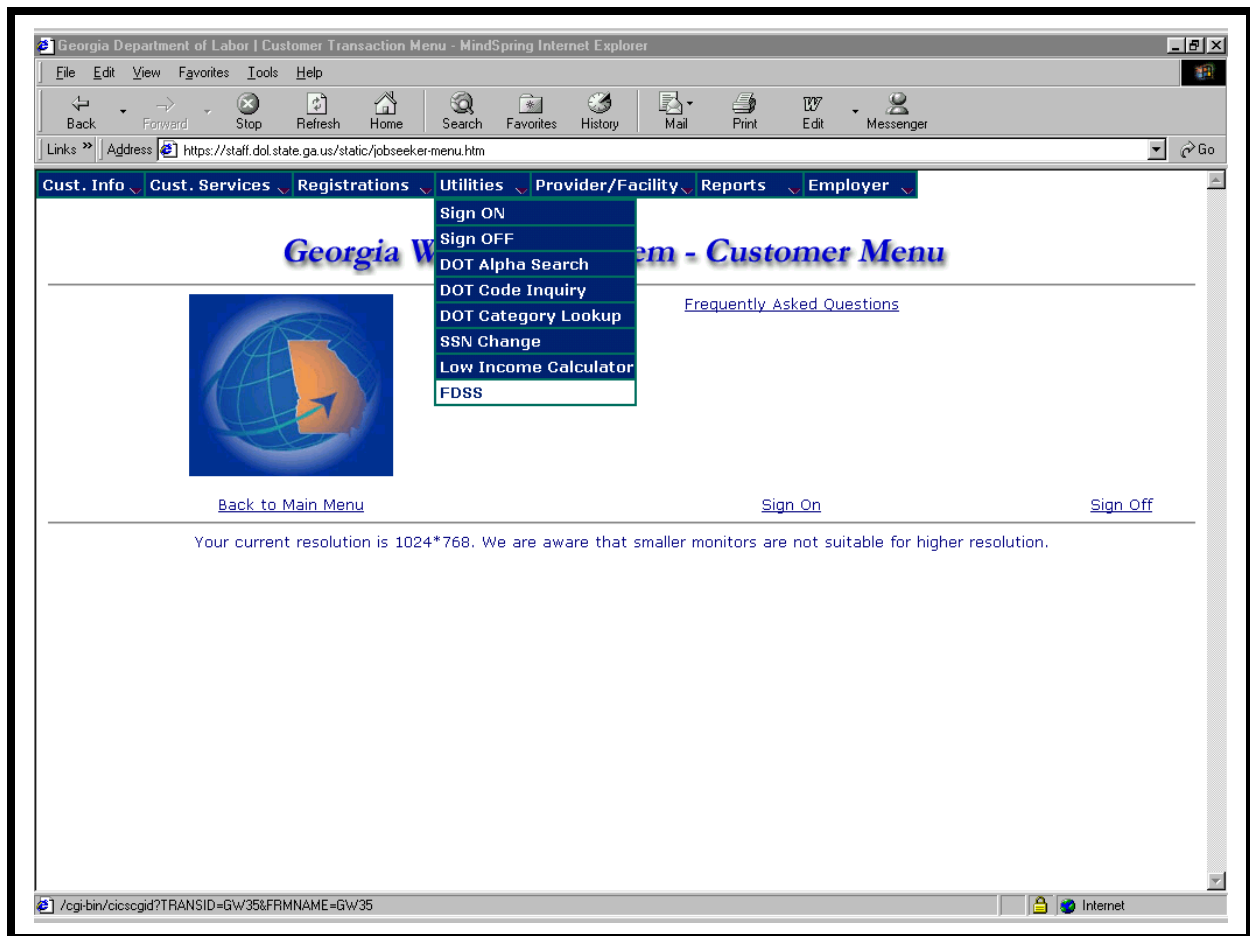 Georgia Department of Labor | Customer Transaction Menu - MindSpring Internet Explorer
File Edit View Favorites Tools Help
Back Forward Stop Refresh Home Search Favorites History Mail Print Edit Messenger
Links » Address https://staff.dol.state.ga.us/static/jobseeker-menu.htm Go
Cust. Info Cust. Services Registrations Utilities Provider/Facility Reports Employer
Sign ON
Sign OFF
DOT Alpha Search
DOT Code Inquiry
DOT Category Lookup
SSN Change
Low Income Calculator
FDSS
Georgia W em - Customer Menu
Frequently Asked Questions
Back to Main Menu Sign On Sign Off
Your current resolution is 1024*768. We are aware that smaller monitors are not suitable for higher resolution.
/cgi-bin/cicscgid?TRANSID=GW35&FRMNAME=GW35 Internet